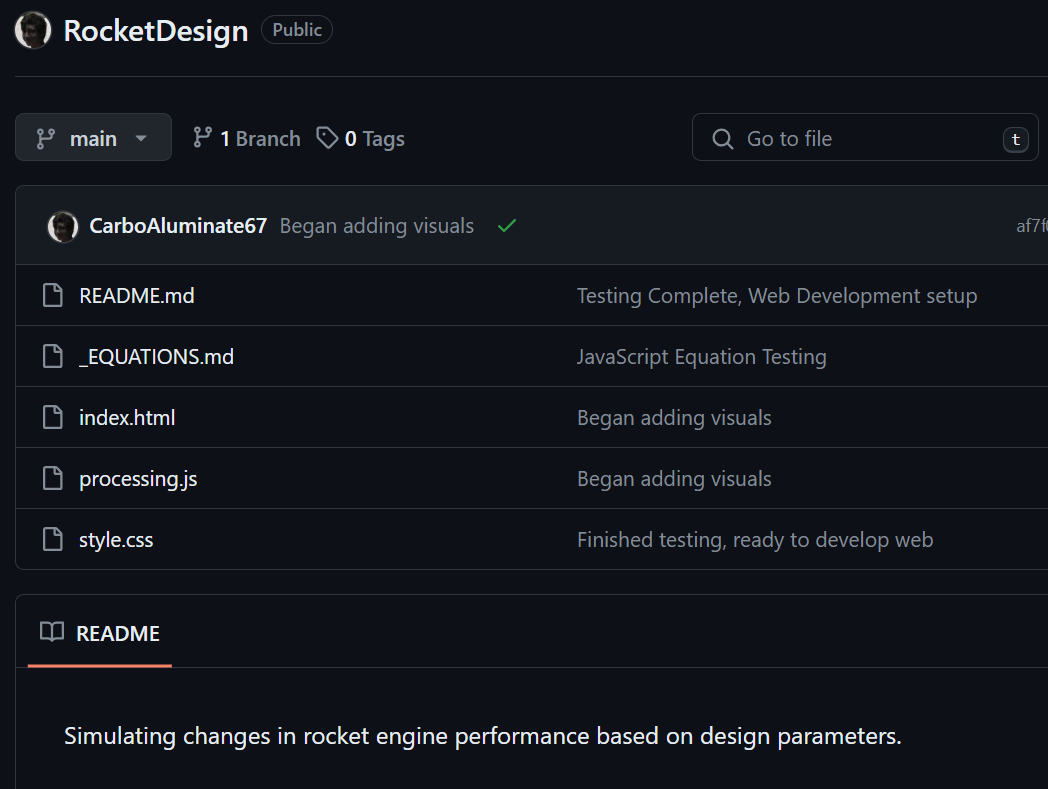 RocketDesign Public
main 1 Branch 0 Tags Go to file t
CarboAluminate67 Began adding visuals
README.md Testing Complete, Web Development setup
_EQUATIONS.md JavaScript Equation Testing
index.html Began adding visuals
processing.js Began adding visuals
style.css Finished testing, ready to develop web
README
Simulating changes in rocket engine performance based on design parameters.